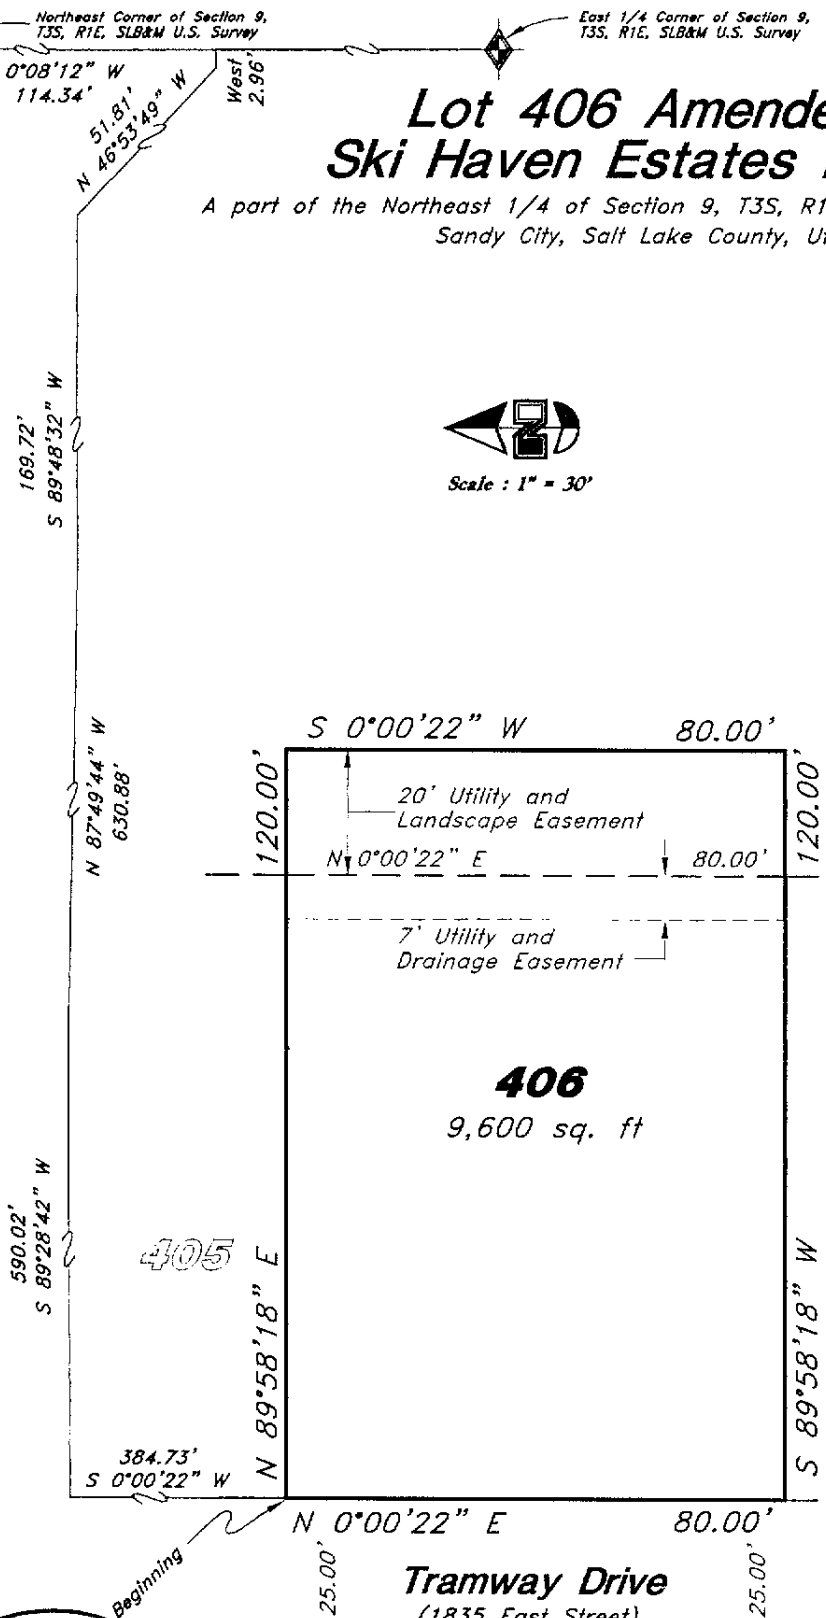 Northeast Corner of Section 9,
T3S, R1E, SLB&M U.S. Survey
East 1/4 Corner of Section 9,
T3S, R1E, SLB&M U.S. Survey
0°08'12" W
114.34'
West
2.96'
51.81'
N 46°53'49" W
Lot 406 Amende
Ski Haven Estates
A part of the Northeast 1/4 of Section 9, T3S, R1
Sandy City, Salt Lake County, Ut
169.72'
S 89°48'32" W
Scale : 1" = 30'
N 87°49'44" W
630.88'
S 0°00'22" W 80.00'
120.00'
120.00'
20' Utility and
Landscape Easement
N 0°00'22" E 80.00'
7' Utility and
Drainage Easement
406
9,600 sq. ft
590.02'
S 89°28'42" W
405
N 89°58'18" E
S 89°58'18" W
384.73'
S 0°00'22" W
N 0°00'22" E 80.00'
Beginning
25.00'
25.00'
Tramway Drive
(1835 East Street)